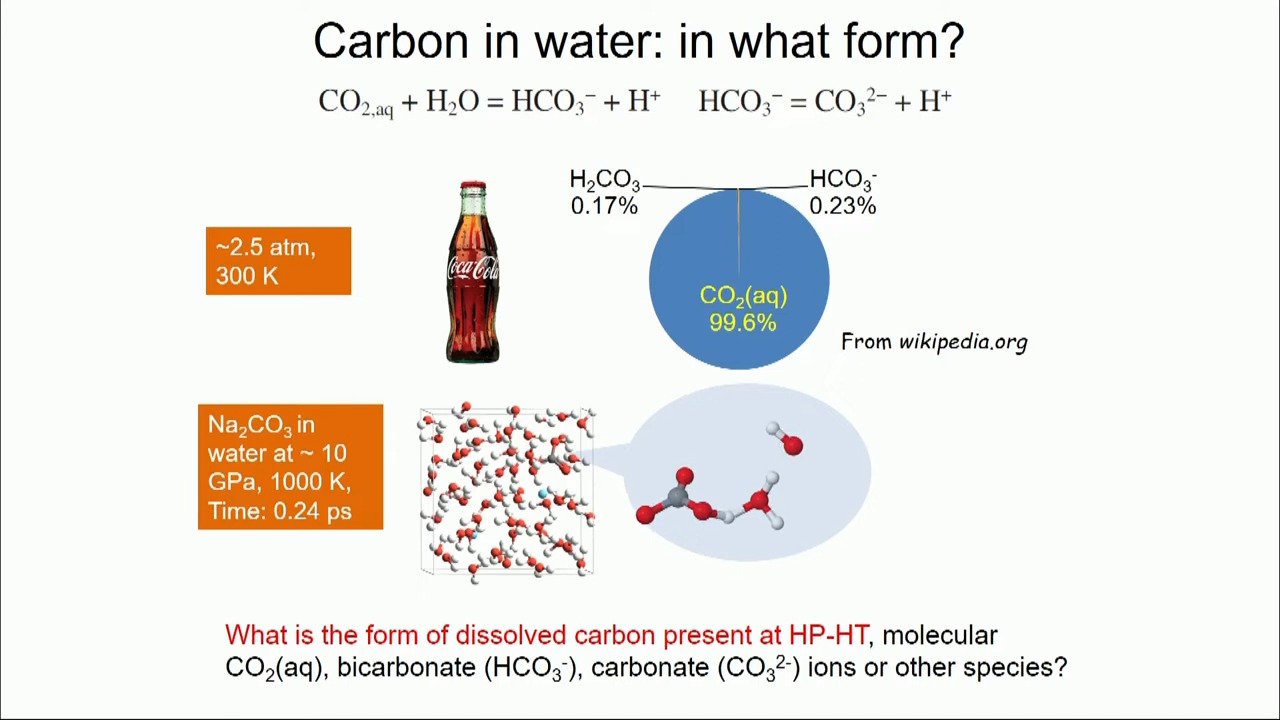 Carbon in water: in what form?
CO₂,aq + H₂O = HCO₃⁻ + H⁺ HCO₃⁻ = CO₃²⁻ + H⁺
H₂CO₃
0.17%
HCO₃⁻
0.23%
~2.5 atm,
300 K
Coca-Cola
CO₂(aq)
99.6%
From wikipedia.org
Na₂CO₃ in
water at ~ 10
GPa, 1000 K,
Time: 0.24 ps
What is the form of dissolved carbon present at HP-HT, molecular
CO₂(aq), bicarbonate (HCO₃⁻), carbonate (CO₃²⁻) ions or other species?